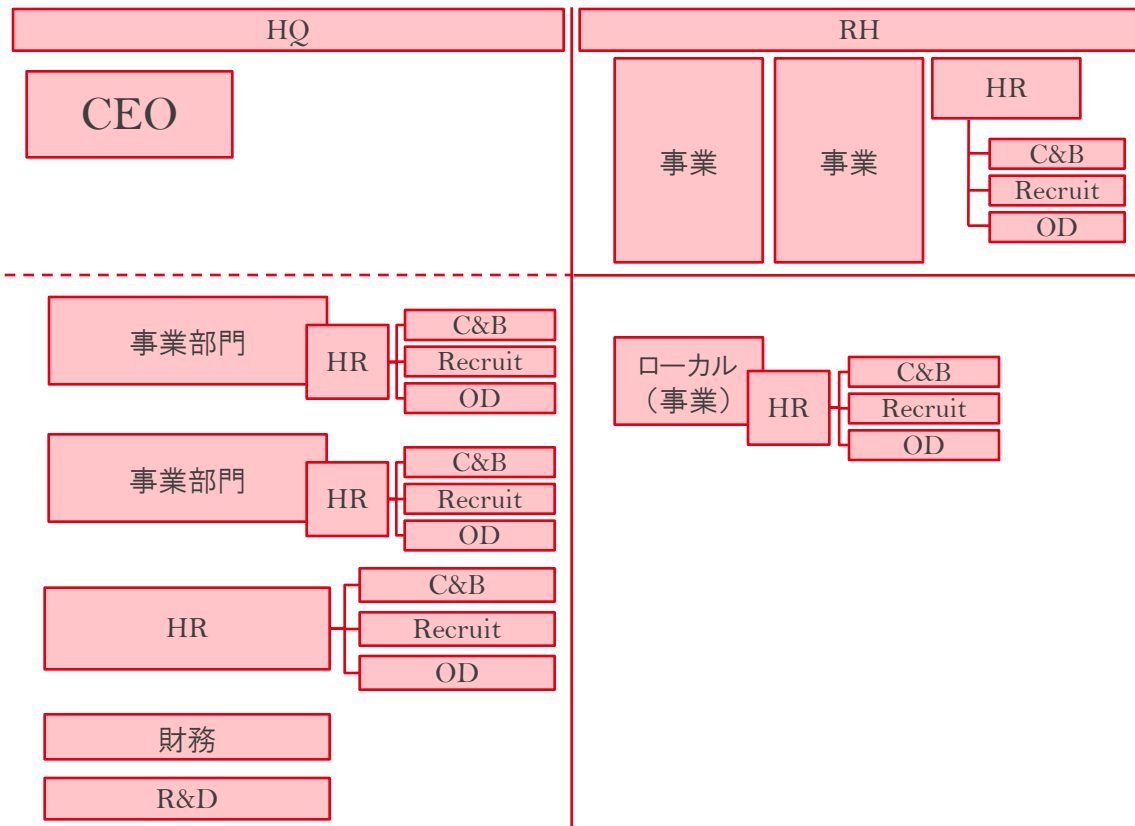 HQ
CEO
事業部門
HR
C&B
Recruit
OD
事業部門
HR
C&B
Recruit
OD
HR
C&B
Recruit
OD
財務
R&D
RH
事業
事業
HR
C&B
Recruit
OD
ローカル
（事業）
HR
C&B
Recruit
OD